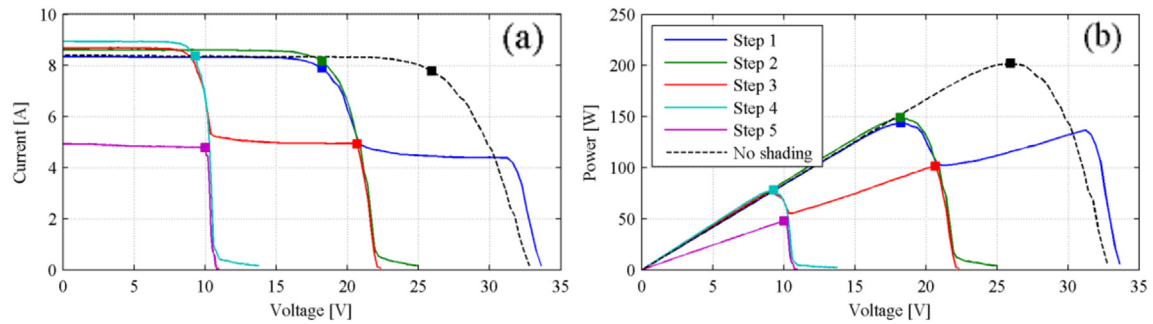 10
8
6
4
2
0
Current [A]
(a)
0 5 10 15 20 25 30 35
Voltage [V]
250
200
150
100
50
0
Power [W]
(b)
Step 1
Step 2
Step 3
Step 4
Step 5
No shading
0 5 10 15 20 25 30 35
Voltage [V]